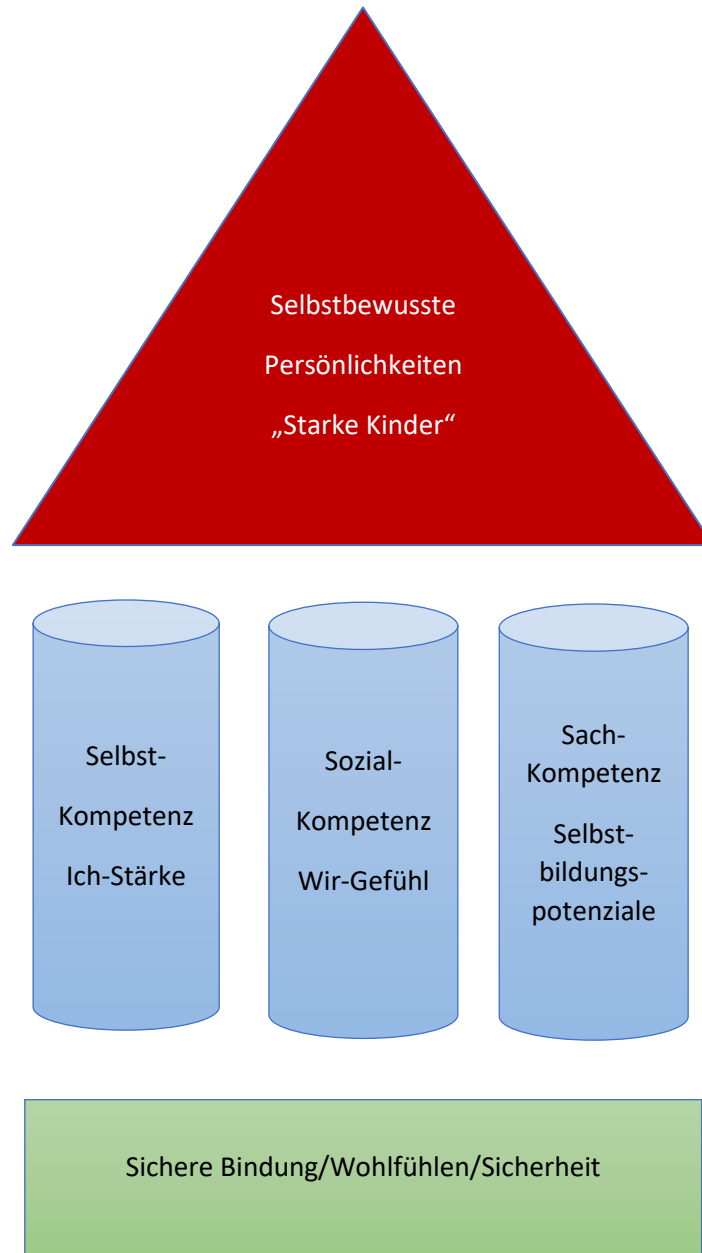 Selbstbewusste
Persönlichkeiten
„Starke Kinder“
Selbst-
Kompetenz
Ich-Stärke
Sozial-
Kompetenz
Wir-Gefühl
Sach-
Kompetenz
Selbst-
bildungs-
potenziale
Sichere Bindung/Wohlfühlen/Sicherheit